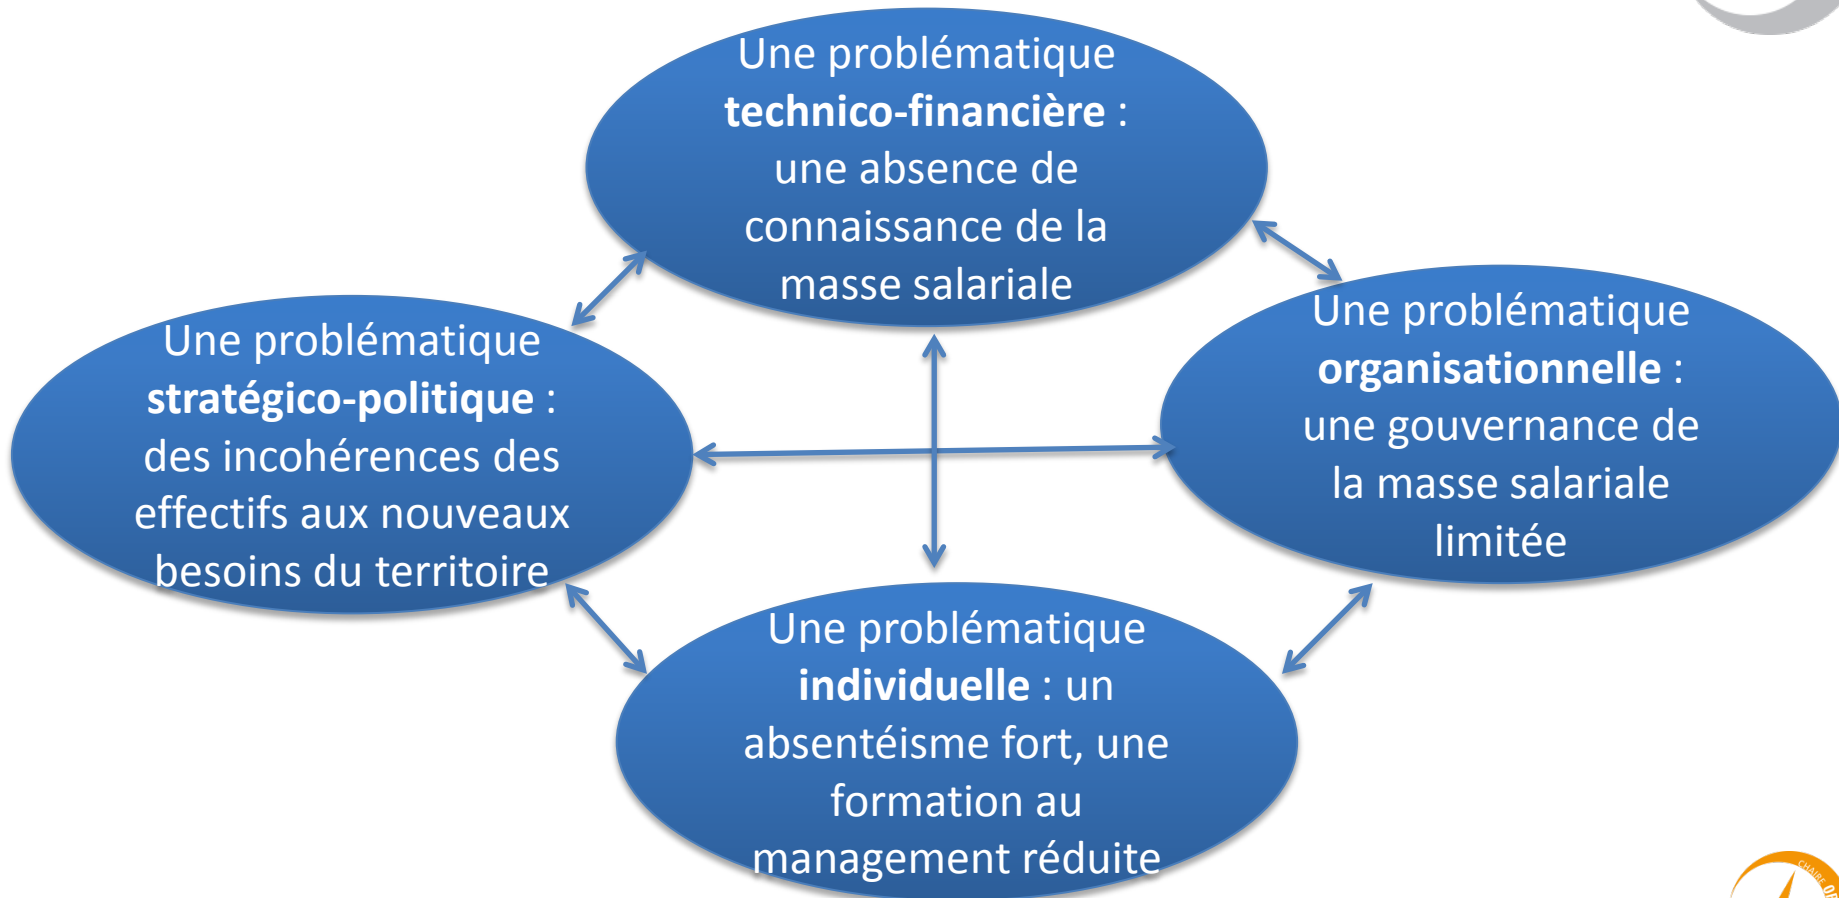 Une problématique
technico-financière :
une absence de
connaissance de la
masse salariale
Une problématique
stratégico-politique :
des incohérences des
effectifs aux nouveaux
besoins du territoire
Une problématique
organisationnelle :
une gouvernance de
la masse salariale
limitée
Une problématique
individuelle : un
absentéisme fort, une
formation au
management réduite
CHAIRE